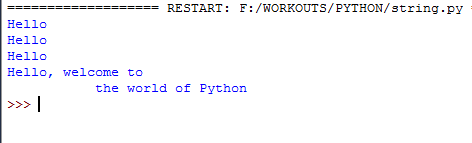 =================== RESTART: F:/WORKOUTS/PYTHON/string.py =
Hello
Hello
Hello
Hello, welcome to
            the world of Python
>>>